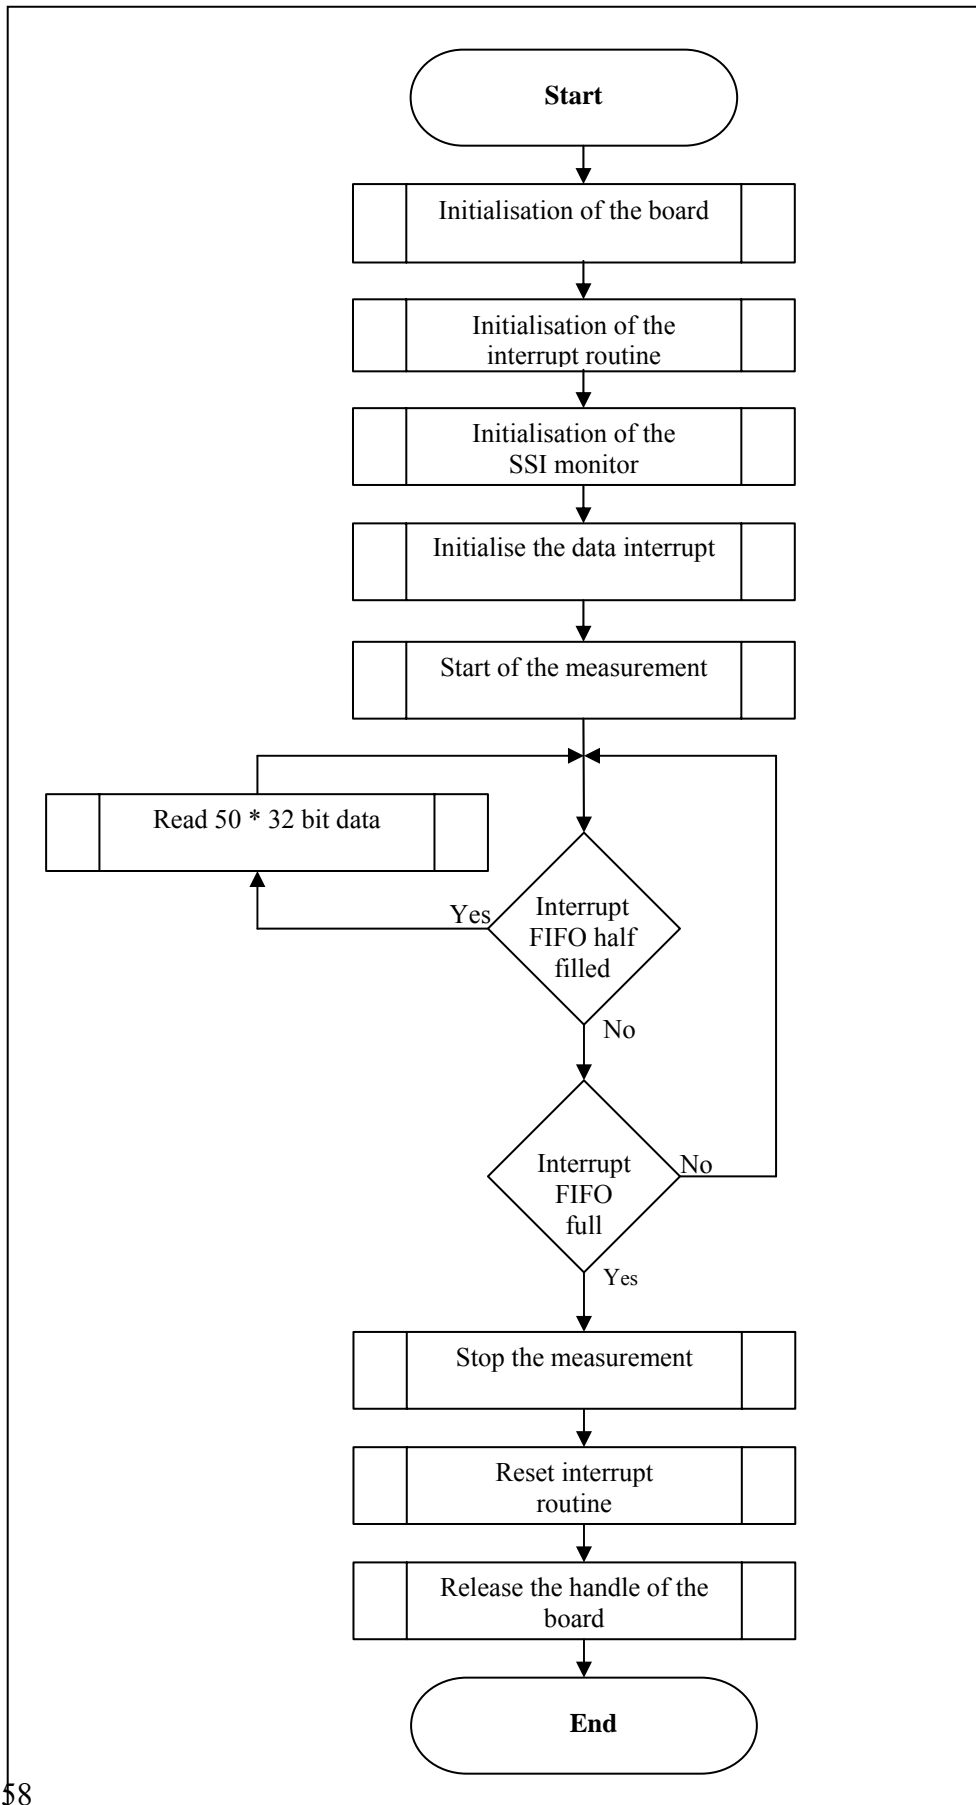 Start
Initialisation of the board
Initialisation of the
interrupt routine
Initialisation of the
SSI monitor
Initialise the data interrupt
Start of the measurement
Read 50 * 32 bit data
Yes
Interrupt
FIFO half
filled
No
Interrupt
FIFO
full
No
Yes
Stop the measurement
Reset interrupt
routine
Release the handle of the
board
End
58